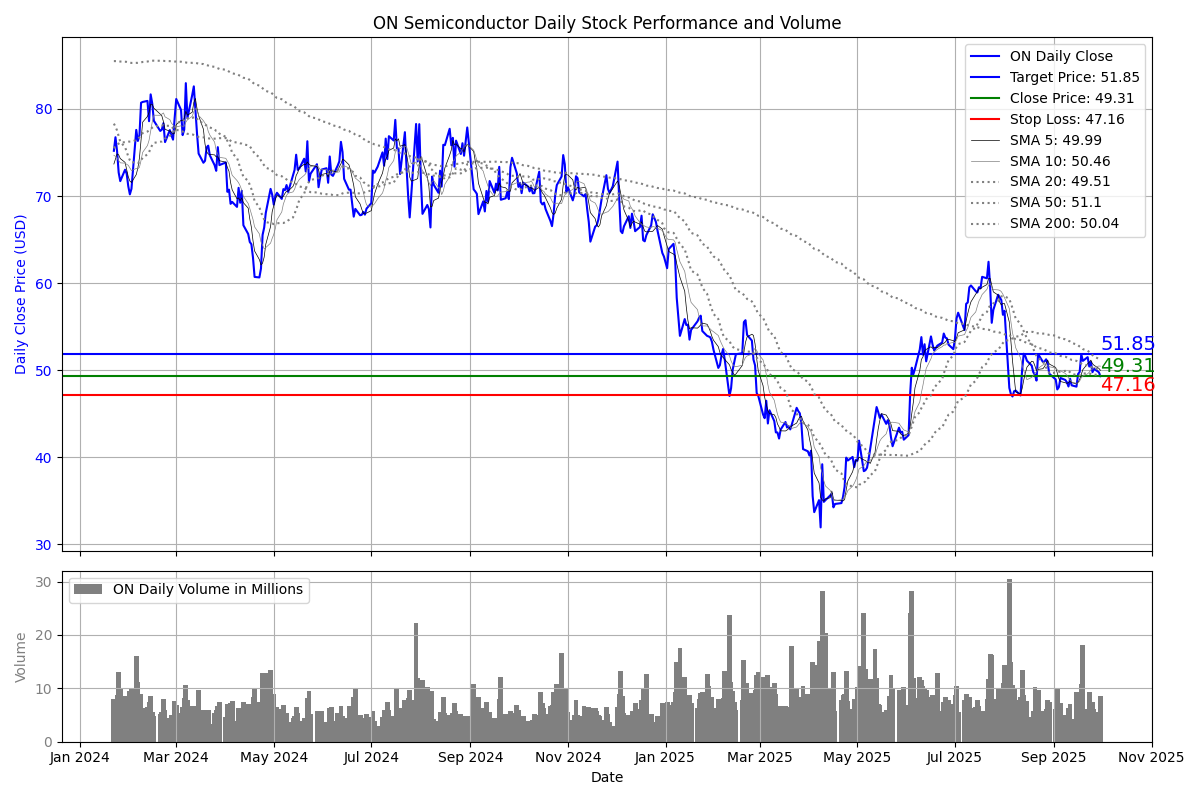 ON Semiconductor Daily Stock Performance and Volume
Daily Close Price (USD)
80
70
60
50
40
30
ON Daily Close
Target Price: 51.85
Close Price: 49.31
Stop Loss: 47.16
SMA 5: 49.99
SMA 10: 50.46
SMA 20: 49.51
SMA 50: 51.1
SMA 200: 50.04
51.85
49.31
47.16
Volume
30
20
10
0
ON Daily Volume in Millions
Jan 2024 Mar 2024 May 2024 Jul 2024 Sep 2024 Nov 2024 Jan 2025 Mar 2025 May 2025 Jul 2025 Sep 2025 Nov 2025
Date